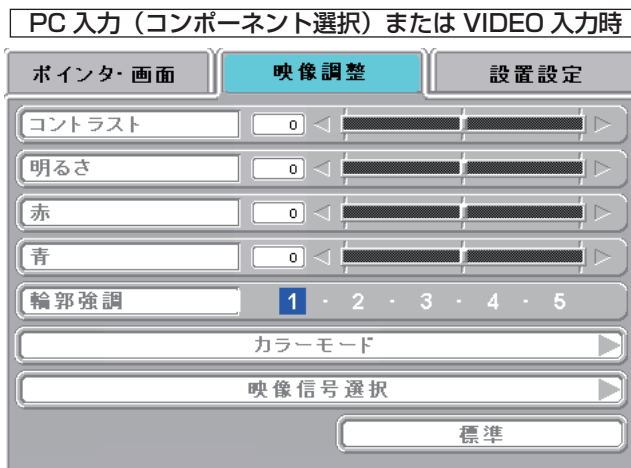 PC 入力（コンポーネント選択）または VIDEO 入力時
ポインタ・画面 映像調整 設置設定
コントラスト 0
明るさ 0
赤 0
青 0
輪郭強調 1 · 2 · 3 · 4 · 5
カラーモード
映像信号選択
標準